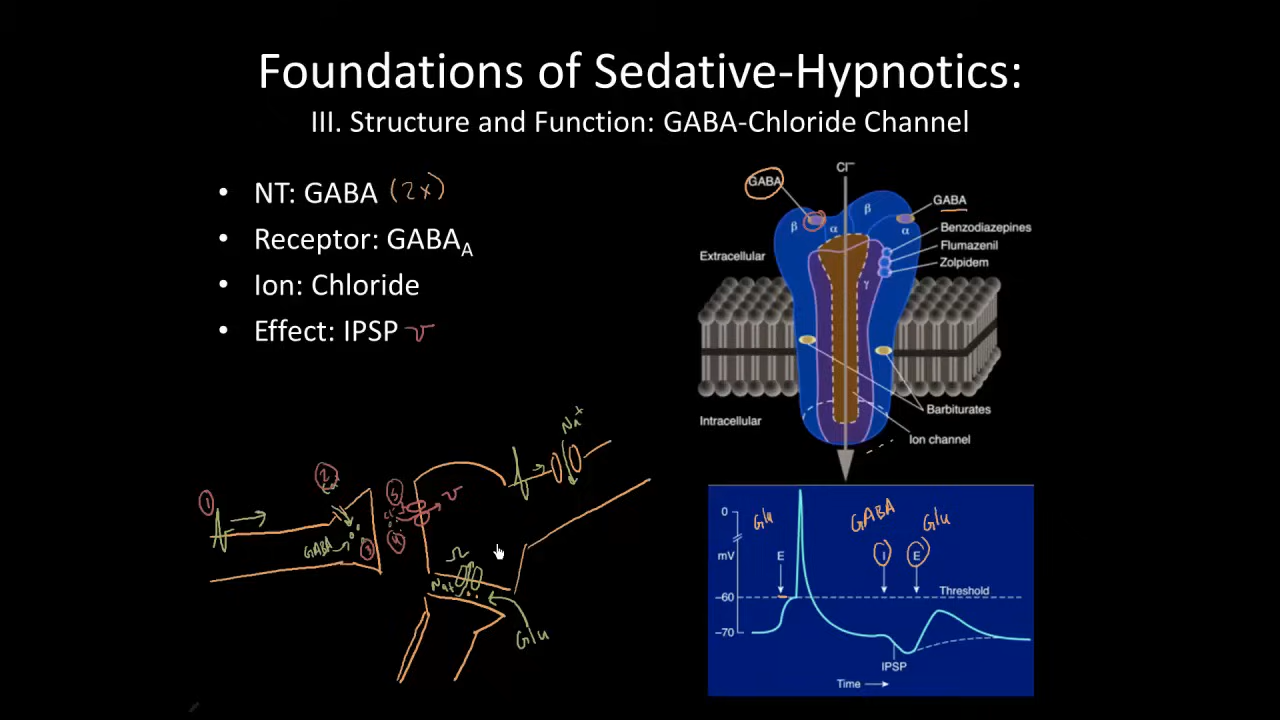 Foundations of Sedative-Hypnotics:
III. Structure and Function: GABA-Chloride Channel
• NT: GABA (2x)
• Receptor: GABAA
• Ion: Chloride
• Effect: IPSP
Cl−
GABA
GABA
β
β
α
α
γ
Benzodiazepines
Flumazenil
Zolpidem
Extracellular
Intracellular
Barbiturates
Ion channel
1
2
3
4
5
GABA
Na+
Na+
Glu
Glu
GABA
Glu
0
mV
E
I
E
Threshold
−60
−70
IPSP
Time